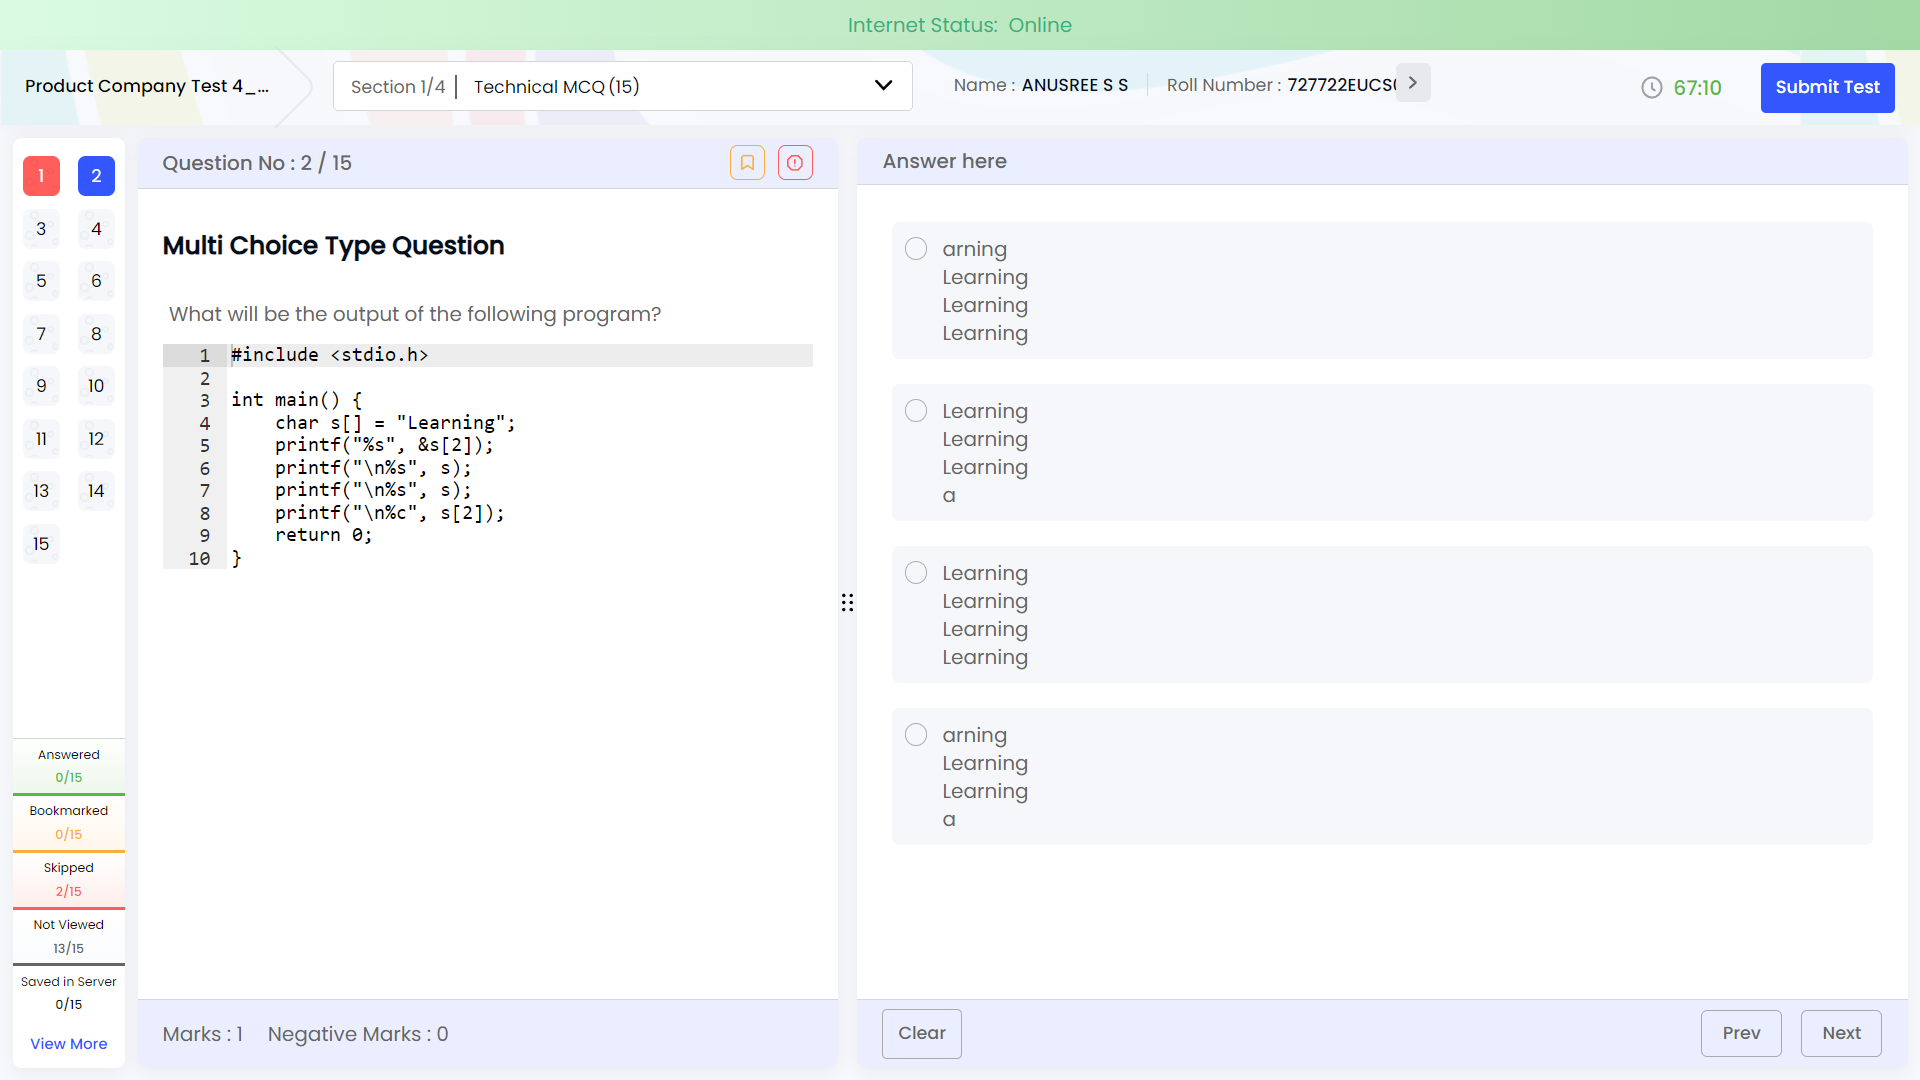 Internet Status: Online
Product Company Test 4_...
Section 1/4 | Technical MCQ (15)
Name : ANUSREE S S
Roll Number : 727722EUCS
67:10
Submit Test
1 2
3 4
5 6
7 8
9 10
11 12
13 14
15
Answered
0/15
Bookmarked
0/15
Skipped
2/15
Not Viewed
13/15
Saved in Server
0/15
View More
Question No : 2 / 15
Multi Choice Type Question
What will be the output of the following program?
1 #include <stdio.h>
2
3 int main() {
4     char s[] = "Learning";
5     printf("%s", &s[2]);
6     printf("\n%s", s);
7     printf("\n%s", s);
8     printf("\n%c", s[2]);
9     return 0;
10 }
Marks : 1 Negative Marks : 0
Answer here
arning
Learning
Learning
Learning
Learning
Learning
Learning
a
Learning
Learning
Learning
Learning
arning
Learning
Learning
a
Clear
Prev
Next